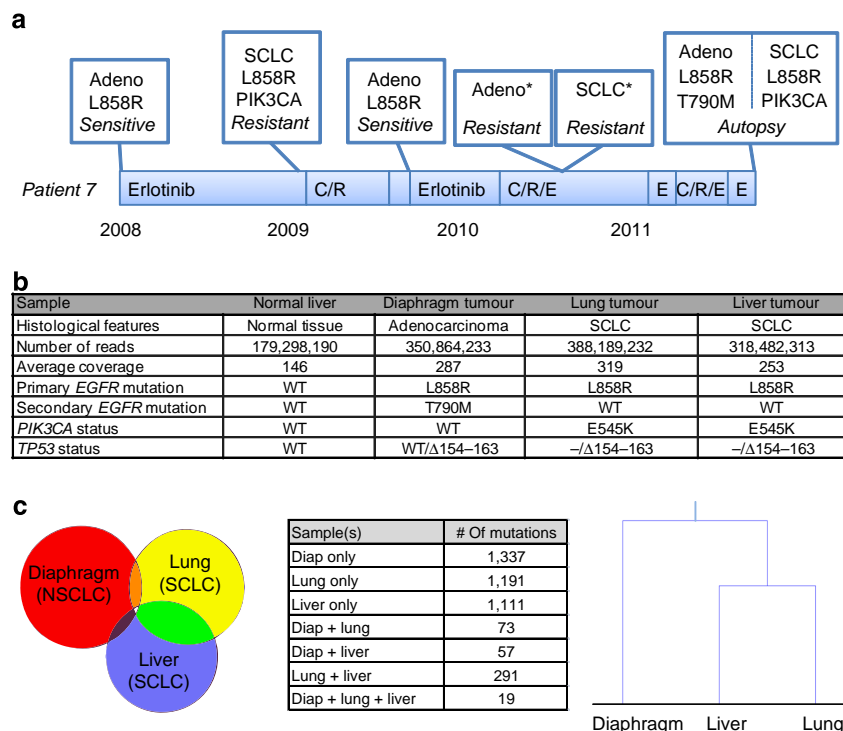 a
Adeno
L858R
Sensitive
SCLC
L858R
PIK3CA
Resistant
Adeno
L858R
Sensitive
Adeno*
Resistant
SCLC*
Resistant
Adeno SCLC
L858R L858R
T790M PIK3CA
Autopsy
Patient 7 Erlotinib C/R Erlotinib C/R/E E C/R/E E
2008 2009 2010 2011
b
Sample Normal liver Diaphragm tumour Lung tumour Liver tumour
Histological features Normal tissue Adenocarcinoma SCLC SCLC
Number of reads 179,298,190 350,864,233 388,189,232 318,482,313
Average coverage 146 287 319 253
Primary EGFR mutation WT L858R L858R L858R
Secondary EGFR mutation WT T790M WT WT
PIK3CA status WT WT E545K E545K
TP53 status WT WT/Δ154–163 –/Δ154–163 –/Δ154–163
c
Diaphragm
(NSCLC)
Lung
(SCLC)
Liver
(SCLC)
Sample(s) # Of mutations
Diap only 1,337
Lung only 1,191
Liver only 1,111
Diap + lung 73
Diap + liver 57
Lung + liver 291
Diap + lung + liver 19
Diaphragm Liver Lung